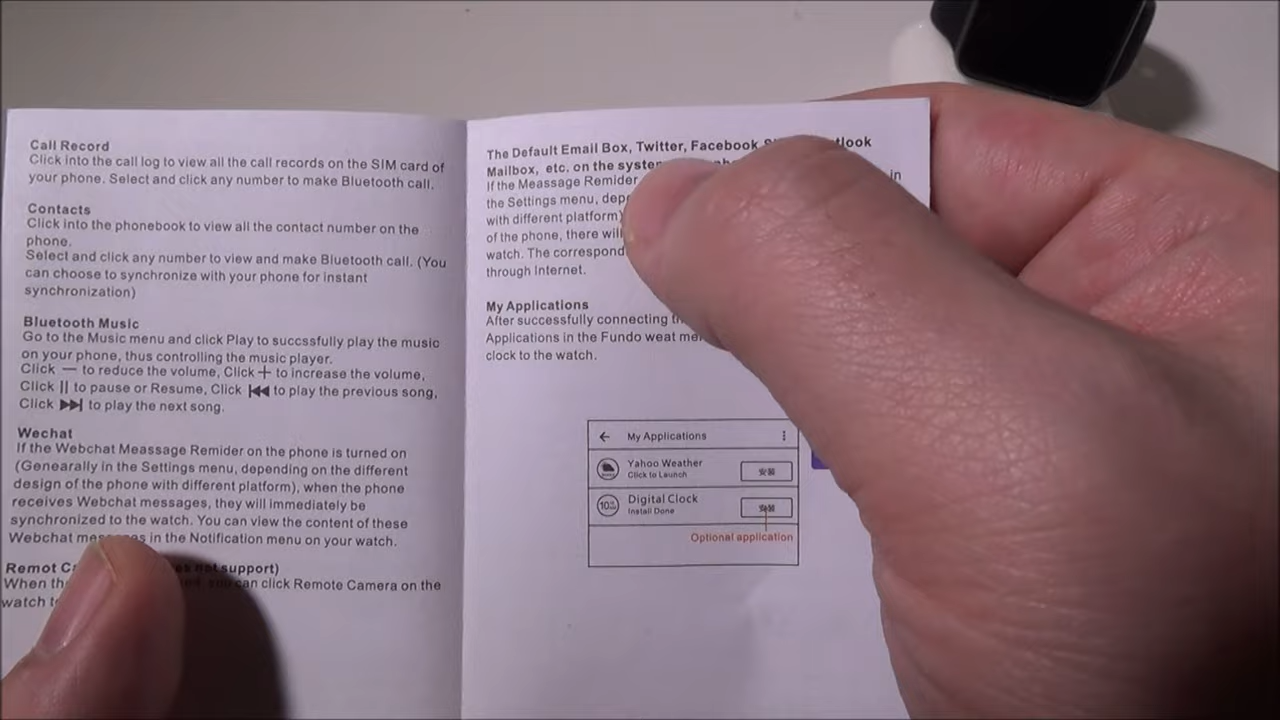 Call Record
Click into the call log to view all the call records on the SIM card of
your phone. Select and click any number to make Bluetooth call.
Contacts
Click into the phonebook to view all the contact number on the
phone.
Select and click any number to view and make Bluetooth call. (You
can choose to synchronize with your phone for instant
synchronization)
Bluetooth Music
Go to the Music menu and click Play to succssfully play the music
on your phone, thus controlling the music player.
Click — to reduce the volume, Click + to increase the volume,
Click || to pause or Resume, Click |◀◀ to play the previous song,
Click ▶▶| to play the next song.
Wechat
If the Webchat Meassage Remider on the phone is turned on
(Genearally in the Settings menu, depending on the different
design of the phone with different platform), when the phone
receives Webchat messages, they will immediately be
synchronized to the watch. You can view the content of these
Webchat in the Notification menu on your watch.
Remot not support)
When can click Remote Camera on the
watch
The Default Email Box, Twitter, Facebook
Mailbox, etc. on the
If the Meassage Remider in
the Settings menu,
with different platform)
of the phone, there will
watch. The
through Internet.
My Applications
After successfully connecting
Applications in the Fundo weat
clock to the watch.
← My Applications ⋮
Yahoo Weather
Click to Launch
安装
10
Digital Clock
Install Done
安装
Optional application